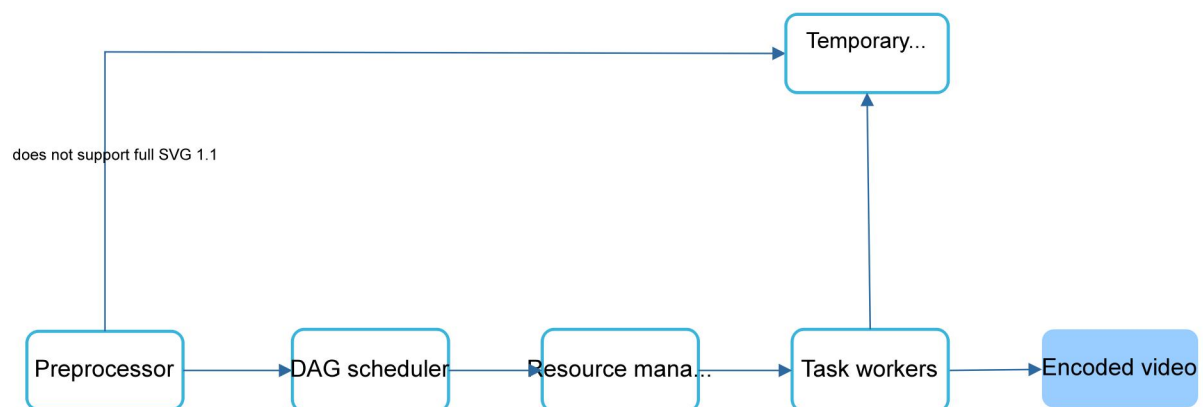 Temporary...
does not support full SVG 1.1
Preprocessor
DAG scheduler
Resource mana...
Task workers
Encoded video